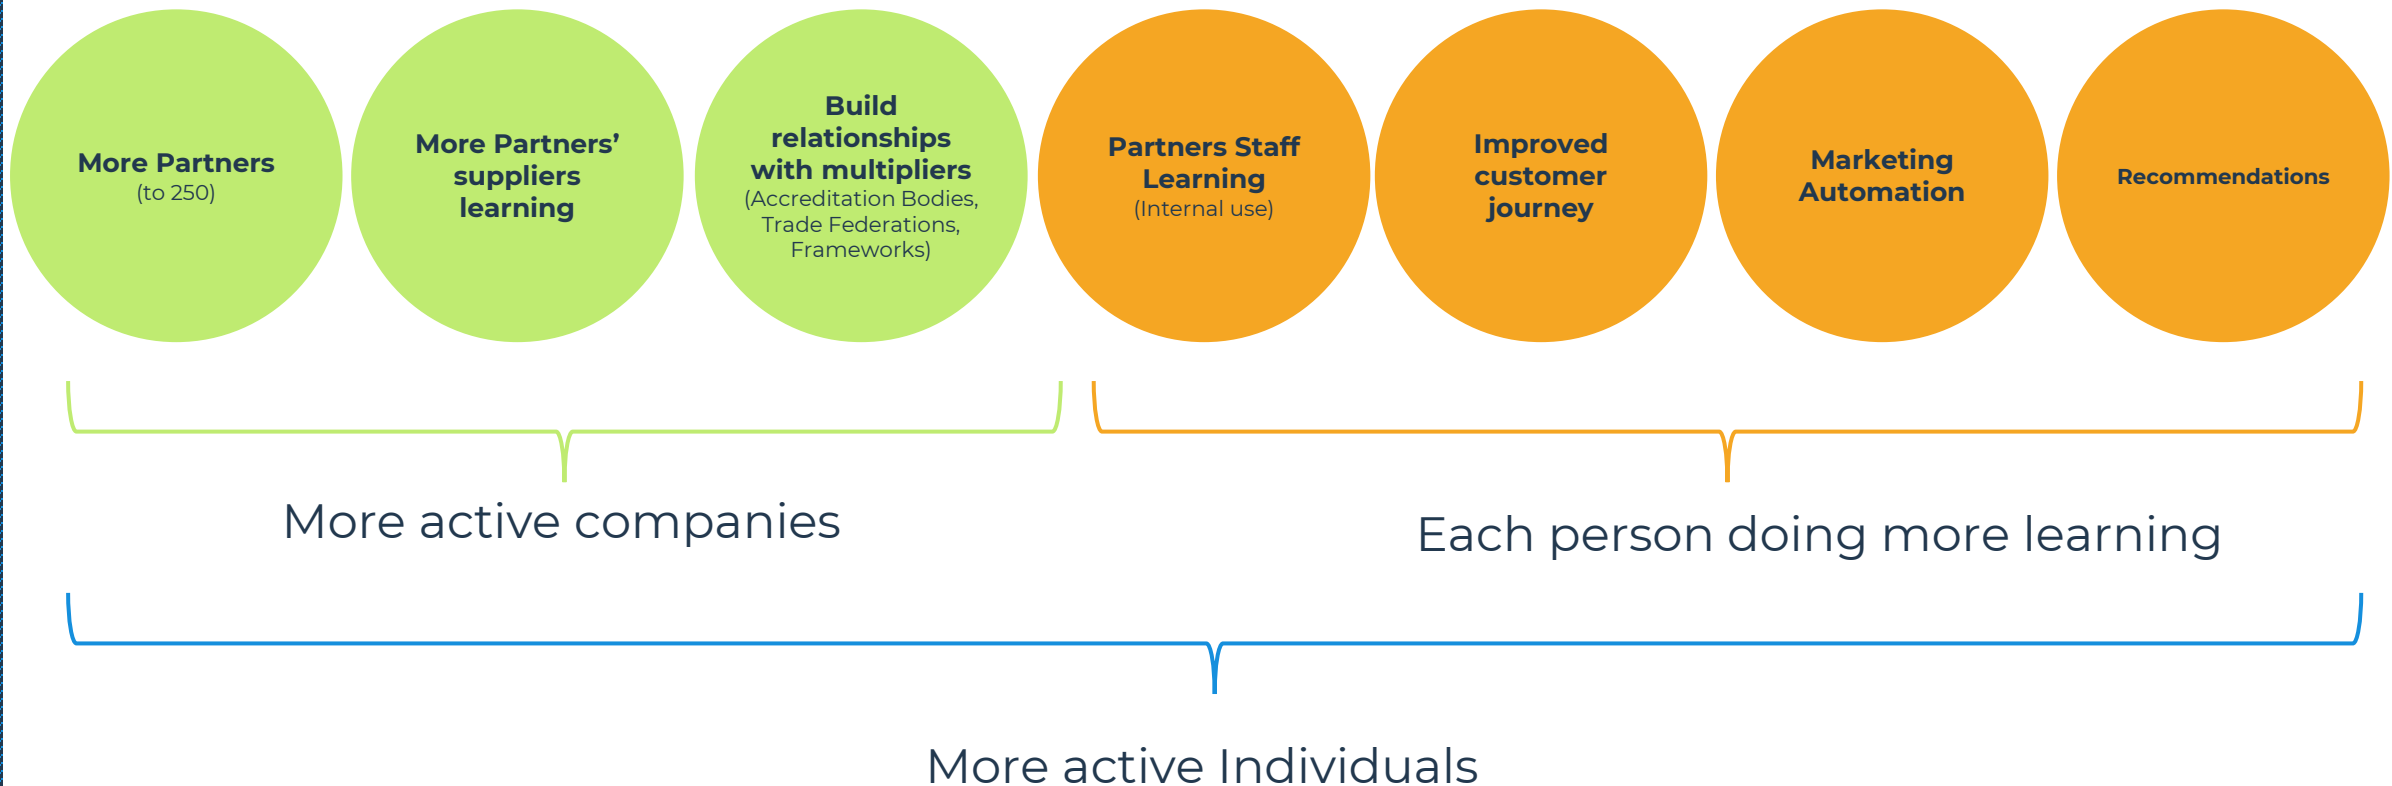 More Partners
(to 250)
More Partners’
suppliers
learning
Build
relationships
with multipliers
(Accreditation Bodies,
Trade Federations,
Frameworks)
Partners Staff
Learning
(Internal use)
Improved
customer
journey
Marketing
Automation
Recommendations
More active companies
Each person doing more learning
More active Individuals